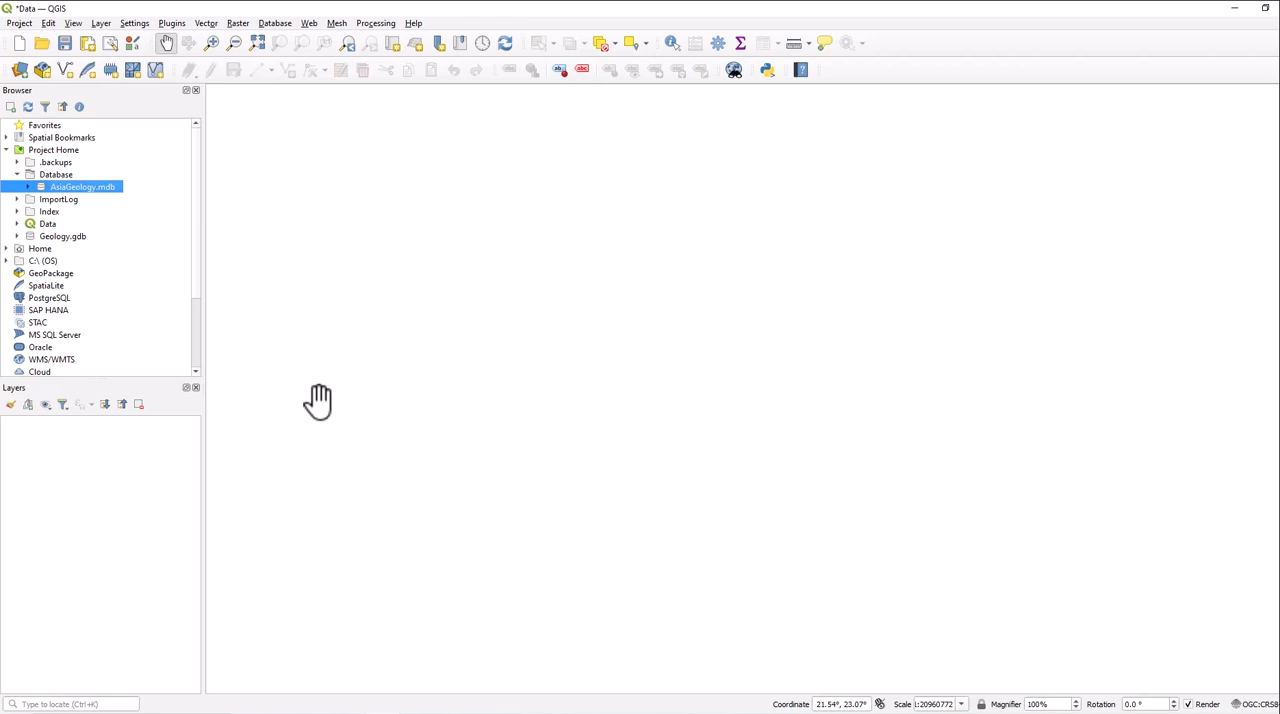 *Data — QGIS
Project Edit View Layer Settings Plugins Vector Raster Database Web Mesh Processing Help
Browser
Favorites
Spatial Bookmarks
Project Home
.backups
Database
AsiaGeology.mdb
ImportLog
Index
Data
Geology.gdb
Home
C:\ (OS)
GeoPackage
SpatiaLite
PostgreSQL
SAP HANA
STAC
MS SQL Server
Oracle
WMS/WMTS
Cloud
Layers
Type to locate (Ctrl+K) Coordinate 21.54°, 23.07° Scale 1:20960772 Magnifier 100% Rotation 0.0 ° Render OGC:CRS8